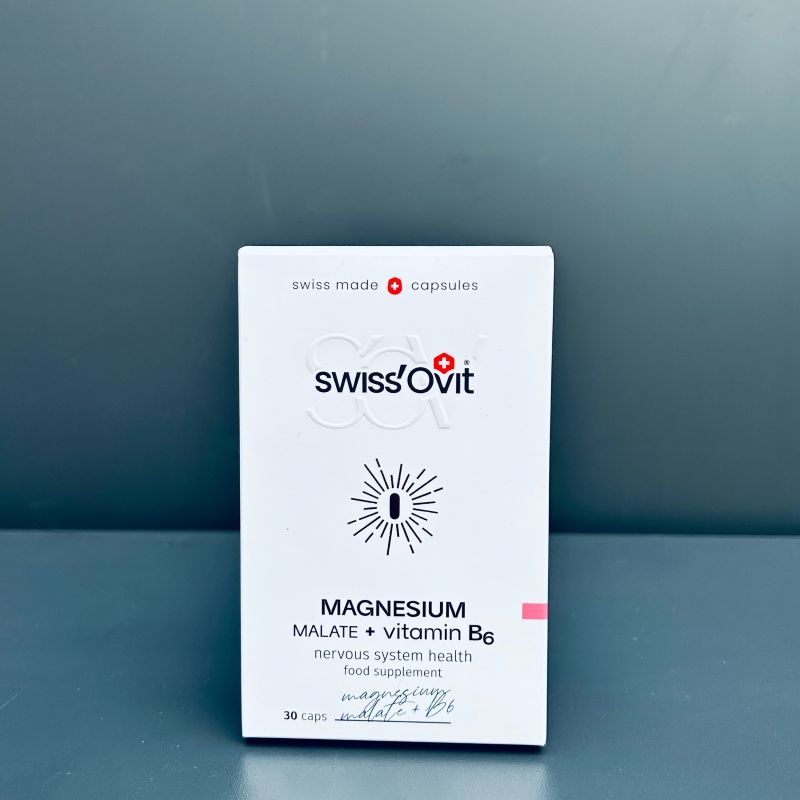 swiss made capsules
SOV
swiss'Ovit®
MAGNESIUM
MALATE + vitamin B6
nervous system health
food supplement
magnesium
malate + B6
30 caps